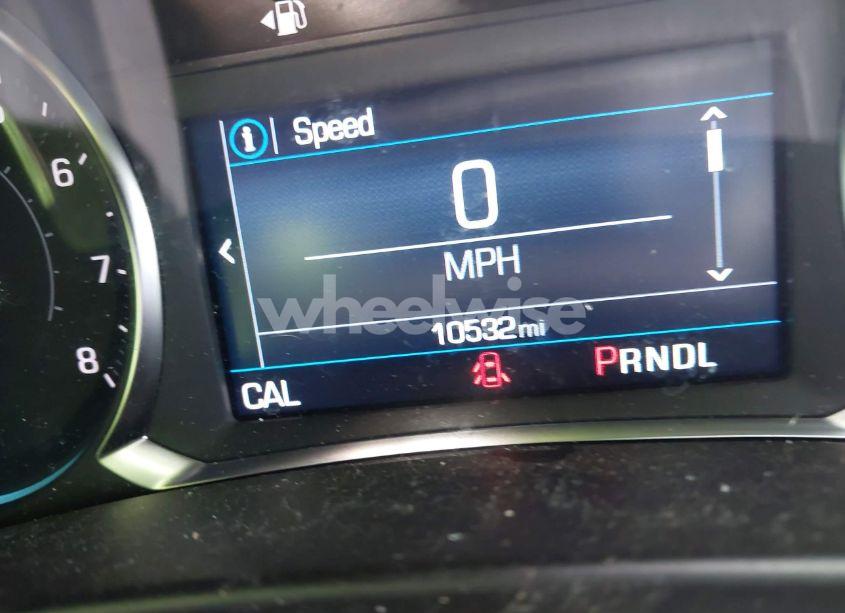 Speed
6
0
MPH
7
wheelwise
10532mi
8
PRNDL
CAL